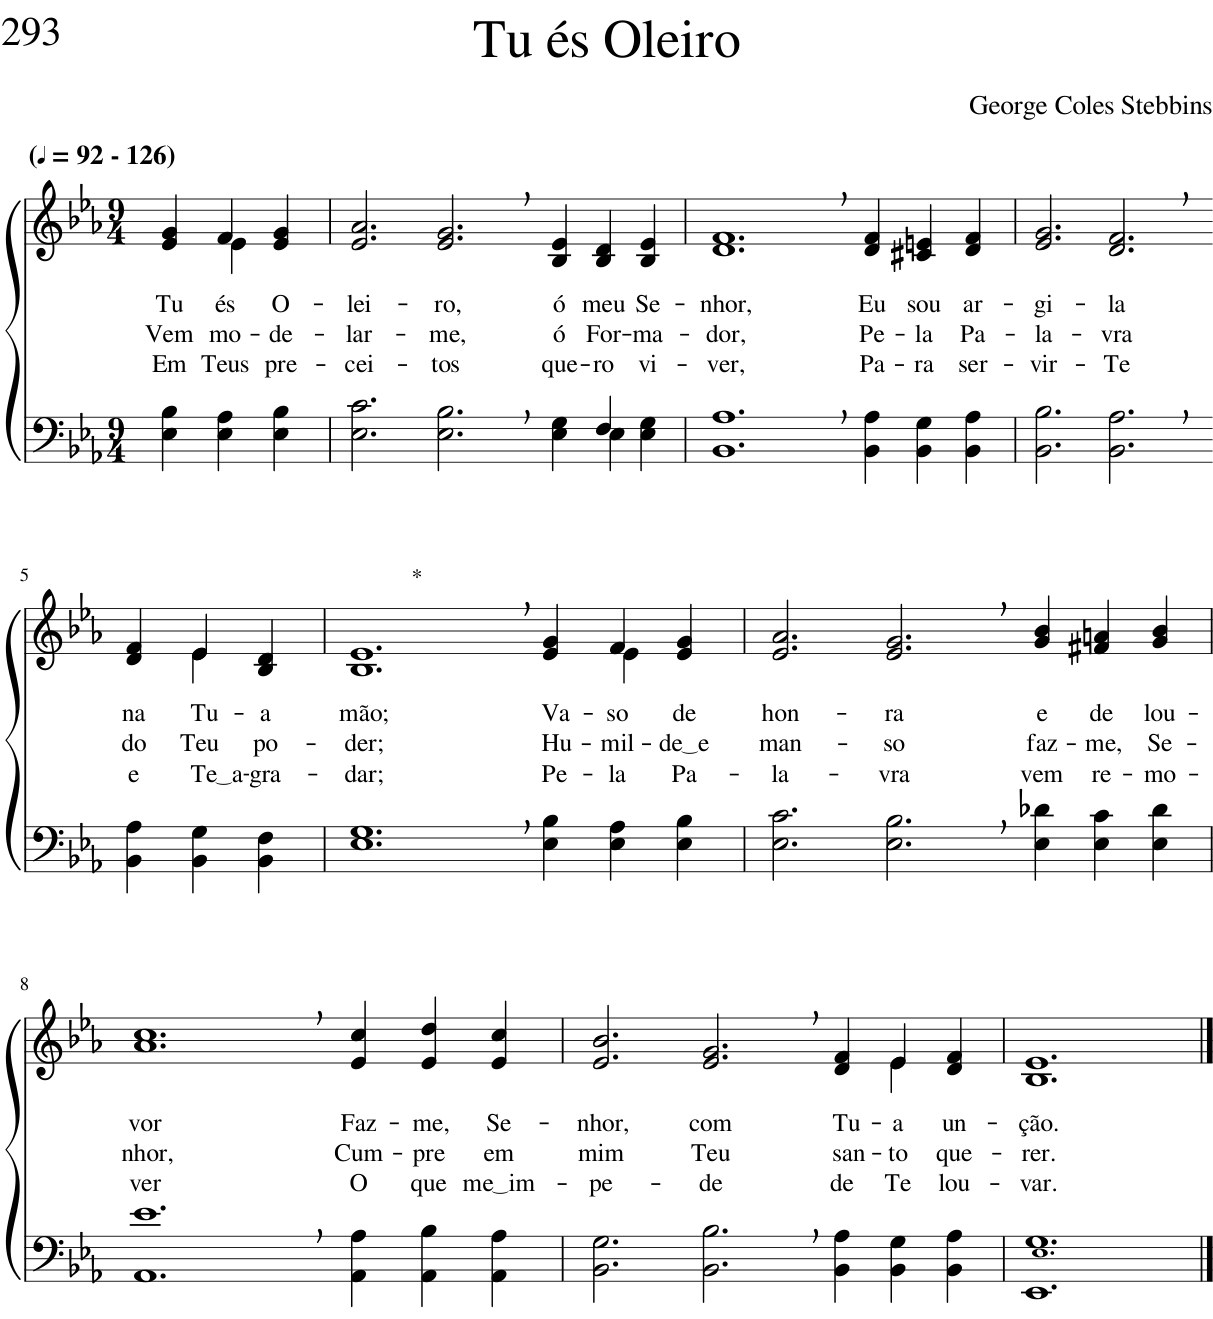 293
Tu és Oleiro
George Coles Stebbins
(♩ = 92 - 126)
9 4
Tu és O - lei - ro, ó meu Se - nhor, Eu sou ar - gi - la
Vem mo - de - lar - me, ó For - ma - dor, Pe - la Pa - la - vra
Em Teus pre - cei - tos que - ro vi - ver, Pa - ra ser - vir - Te
9 4
5
*
na Tu - a mão; Va - so de hon - ra e de lou -
do Teu po - der; Hu - mil - de‿e man - so faz - me, Se -
e Te‿a - gra - dar; Pe - la Pa - la - vra vem re - mo -
8
vor Faz - me, Se - nhor, com Tu - a un - ção.
nhor, Cum - pre em mim Teu san - to que - rer.
ver O que me‿im - pe - de de Te lou - var.